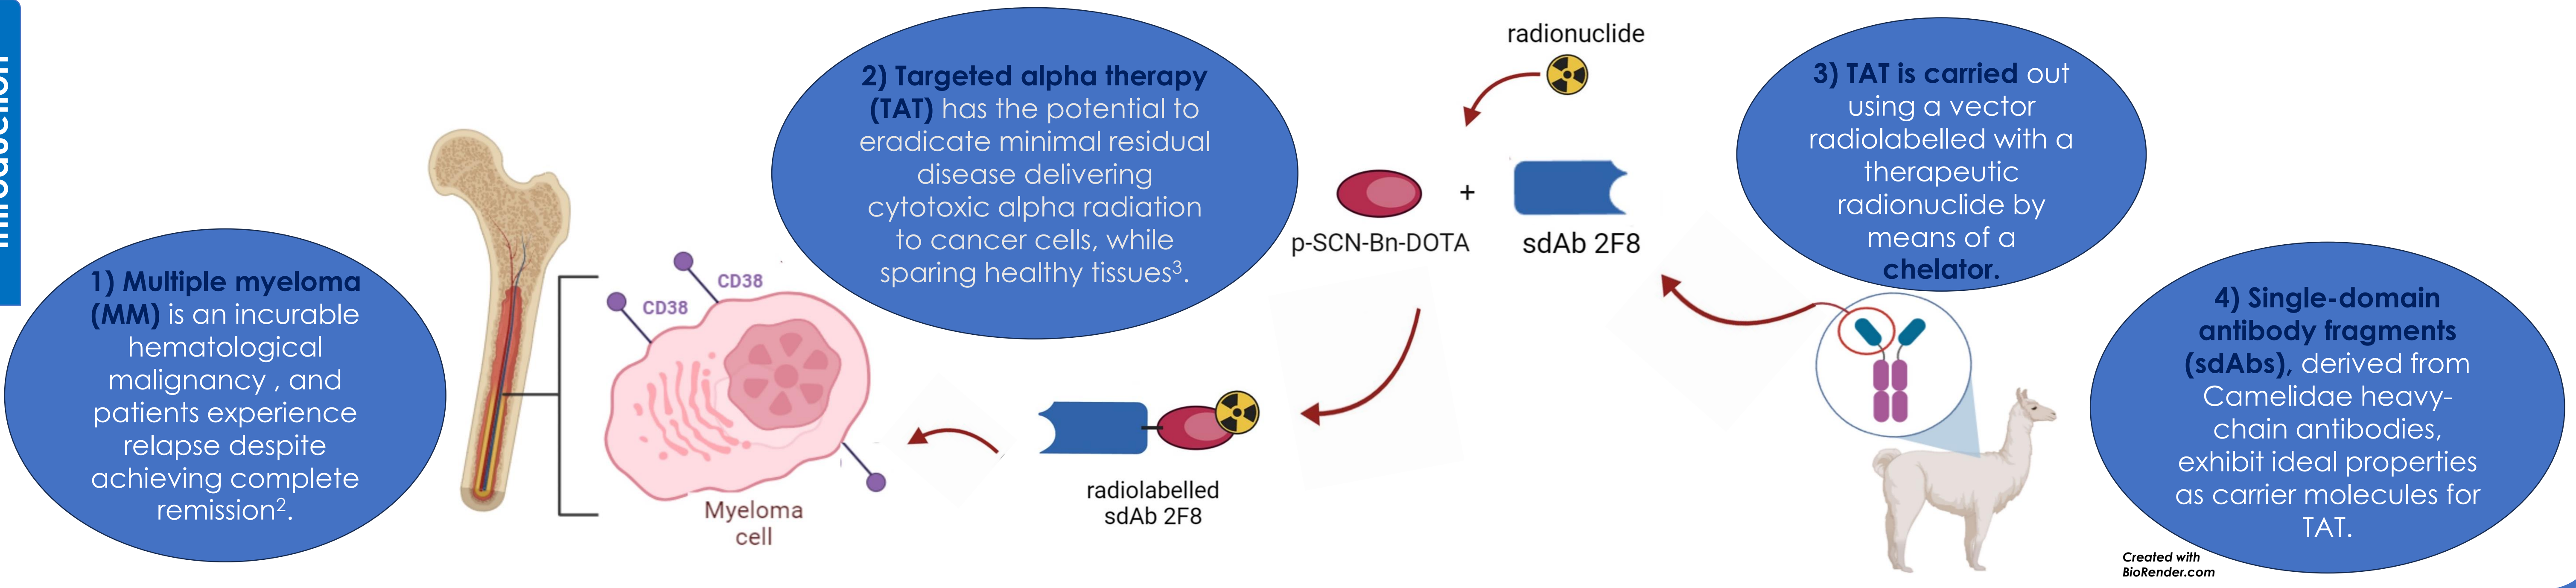 Introduction
1) Multiple myeloma
(MM) is an incurable
hematological
malignancy , and
patients experience
relapse despite
achieving complete
remission².
CD38
CD38
Myeloma
cell
2) Targeted alpha therapy
(TAT) has the potential to
eradicate minimal residual
disease delivering
cytotoxic alpha radiation
to cancer cells, while
sparing healthy tissues³.
radionuclide
p-SCN-Bn-DOTA
+
sdAb 2F8
radiolabelled
sdAb 2F8
3) TAT is carried out
using a vector
radiolabelled with a
therapeutic
radionuclide by
means of a
chelator.
4) Single-domain
antibody fragments
(sdAbs), derived from
Camelidae heavy-
chain antibodies,
exhibit ideal properties
as carrier molecules for
TAT.
Created with
BioRender.com